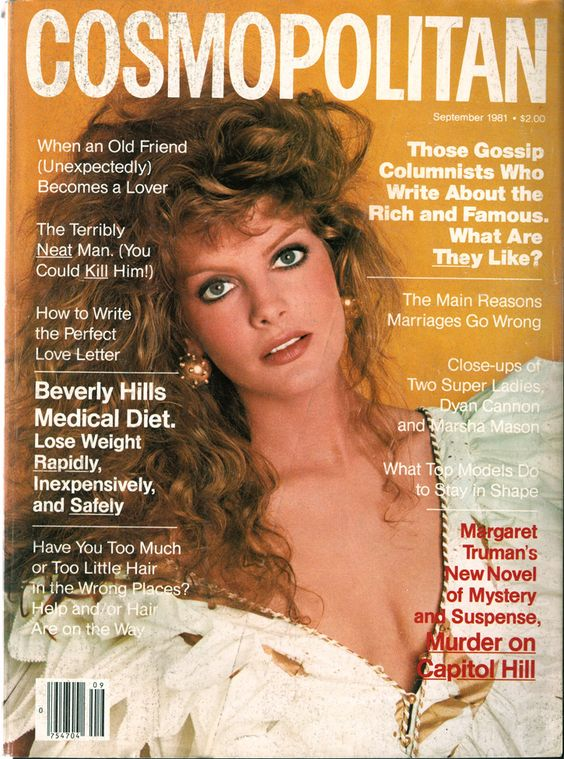 COSMOPOLITAN
September 1981 • $2.00
When an Old Friend
(Unexpectedly)
Becomes a Lover
The Terribly
Neat Man. (You
Could Kill Him!)
How to Write
the Perfect
Love Letter
Beverly Hills
Medical Diet.
Lose Weight
Rapidly,
Inexpensively,
and Safely
Have You Too Much
or Too Little Hair
in the Wrong Places?
Help and/or Hair
Are on the Way
Those Gossip
Columnists Who
Write About the
Rich and Famous.
What Are
They Like?
The Main Reasons
Marriages Go Wrong
Close-ups of
Two Super Ladies,
Dyan Cannon
and Marsha Mason
What Top Models Do
to Stay in Shape
Margaret
Truman's
New Novel
of Mystery
and Suspense,
Murder on
Capitol Hill
09
0
754704